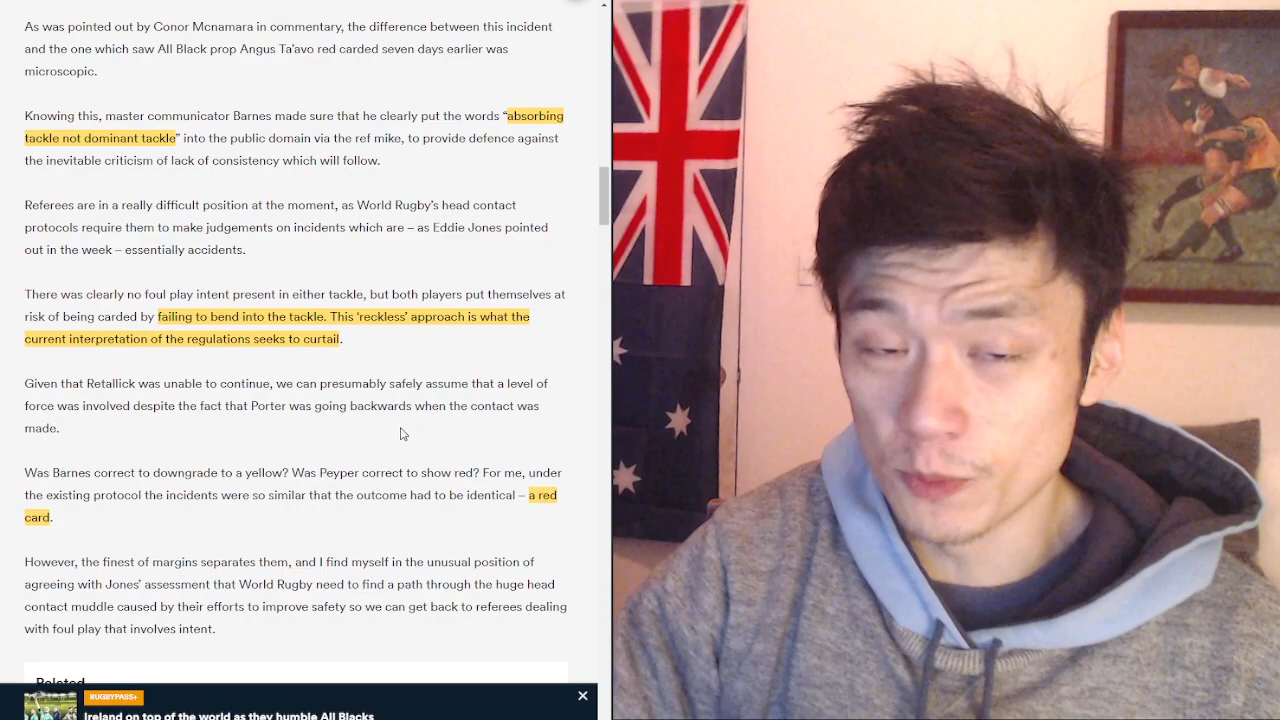 As was pointed out by Conor Mcnamara in commentary, the difference between this incident
and the one which saw All Black prop Angus Ta'avo red carded seven days earlier was
microscopic.
Knowing this, master communicator Barnes made sure that he clearly put the words “absorbing
tackle not dominant tackle” into the public domain via the ref mike, to provide defence against
the inevitable criticism of lack of consistency which will follow.
Referees are in a really difficult position at the moment, as World Rugby’s head contact
protocols require them to make judgements on incidents which are – as Eddie Jones pointed
out in the week – essentially accidents.
There was clearly no foul play intent present in either tackle, but both players put themselves at
risk of being carded by failing to bend into the tackle. This ‘reckless’ approach is what the
current interpretation of the regulations seeks to curtail.
Given that Retallick was unable to continue, we can presumably safely assume that a level of
force was involved despite the fact that Porter was going backwards when the contact was
made.
Was Barnes correct to downgrade to a yellow? Was Peyper correct to show red? For me, under
the existing protocol the incidents were so similar that the outcome had to be identical – a red
card.
However, the finest of margins separates them, and I find myself in the unusual position of
agreeing with Jones’ assessment that World Rugby need to find a path through the huge head
contact muddle caused by their efforts to improve safety so we can get back to referees dealing
with foul play that involves intent.
Related
RUGBYPASS+
Ireland on top of the world as they humble All Blacks